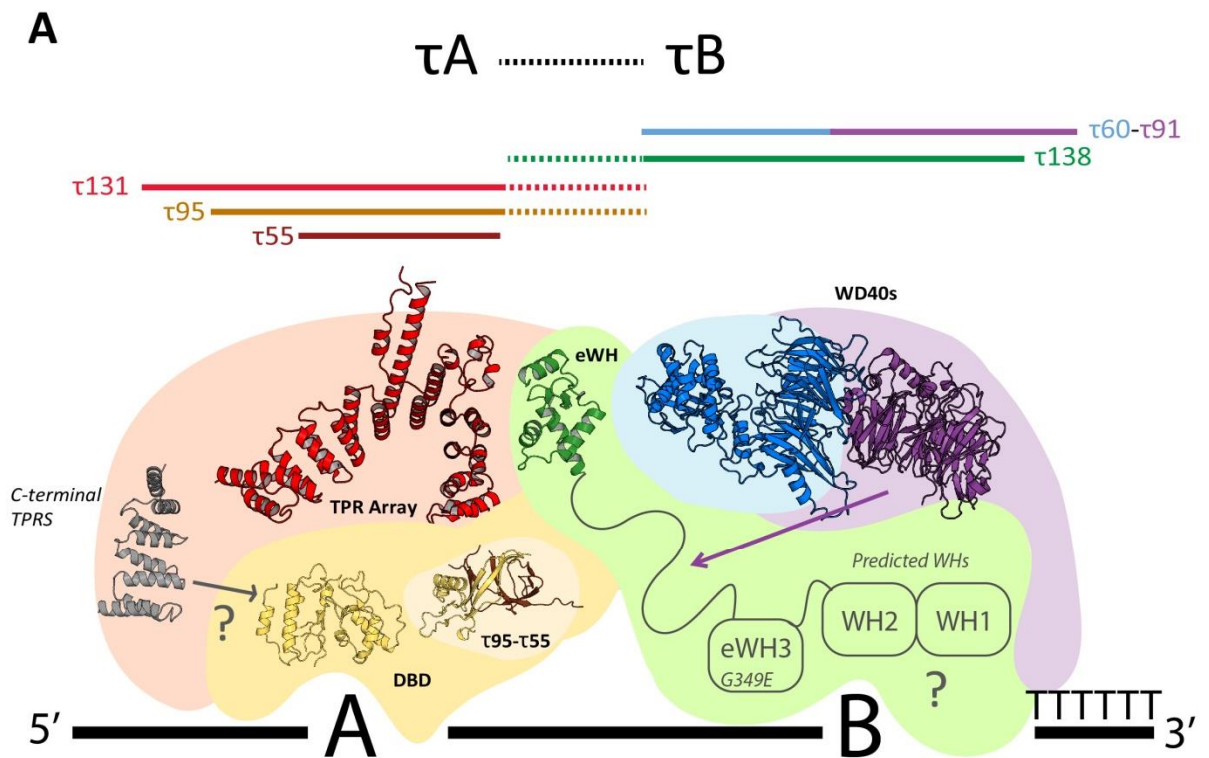 A
τA τB
τ60-τ91
τ138
τ131
τ95
τ55
WD40s
eWH
C-terminal
TPRS
TPR Array
Predicted WHs
WH2 WH1
eWH3
G349E
τ95-τ55
DBD
?
?
TTTTTT
5′ A B 3′